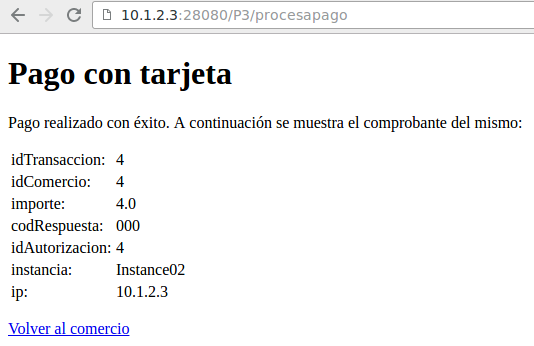 10.1.2.3:28080/P3/procesapago
Pago con tarjeta
Pago realizado con éxito. A continuación se muestra el comprobante del mismo:
idTransaccion: 4
idComercio: 4
importe: 4.0
codRespuesta: 000
idAutorizacion: 4
instancia: Instance02
ip: 10.1.2.3
Volver al comercio